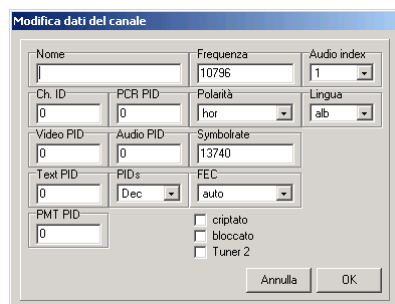 Modifica dati del canale
Nome Frequenza Audio index
10796 1
Ch. ID PCR PID Polarità Lingua
0 0 hor alb
Video PID Audio PID Symbolrate
0 0 13740
Text PID PIDs FEC
0 Dec auto
PMT PID
0
criptato
bloccato
Tuner 2
Annulla OK